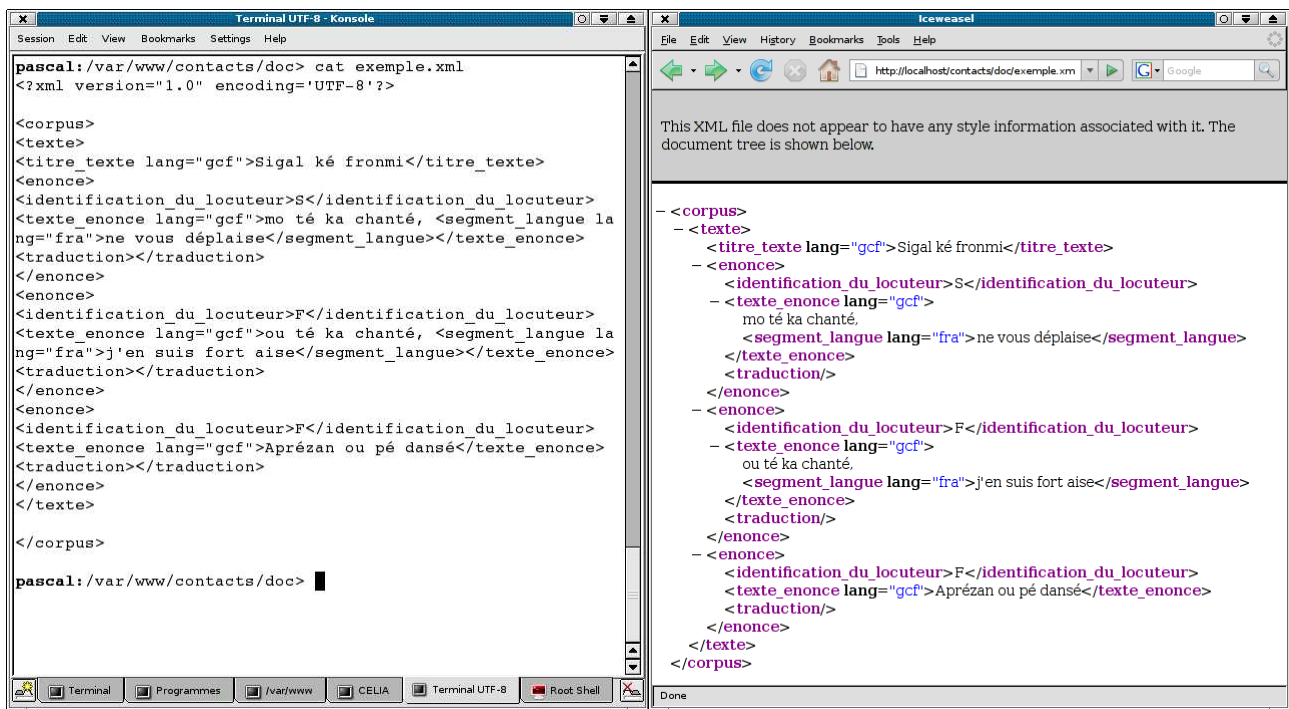 Terminal UTF-8 - Konsole
Session Edit View Bookmarks Settings Help
pascal:/var/www/contacts/doc> cat exemple.xml
<?xml version="1.0" encoding='UTF-8'?>
<corpus>
<texte>
<titre_texte lang="gcf">Sigal ké fronmi</titre_texte>
<enonce>
<identification_du_locuteur>S</identification_du_locuteur>
<texte_enonce lang="gcf">mo té ka chanté, <segment_langue la
ng="fra">ne vous déplaise</segment_langue></texte_enonce>
<traduction></traduction>
</enonce>
<enonce>
<identification_du_locuteur>F</identification_du_locuteur>
<texte_enonce lang="gcf">ou té ka chanté, <segment_langue la
ng="fra">j'en suis fort aise</segment_langue></texte_enonce>
<traduction></traduction>
</enonce>
<enonce>
<identification_du_locuteur>F</identification_du_locuteur>
<texte_enonce lang="gcf">Aprézan ou pé dansé</texte_enonce>
<traduction></traduction>
</enonce>
</texte>
</corpus>
pascal:/var/www/contacts/doc>
Terminal Programmes /var/www CELIA Terminal UTF-8 Root Shell
Iceweasel
File Edit View History Bookmarks Tools Help
http://localhost/contacts/doc/exemple.xm G Google
This XML file does not appear to have any style information associated with it. The
document tree is shown below.
– <corpus>
– <texte>
<titre_texte lang="gcf">Sigal ké fronmi</titre_texte>
– <enonce>
<identification_du_locuteur>S</identification_du_locuteur>
– <texte_enonce lang="gcf">
mo té ka chanté,
<segment_langue lang="fra">ne vous déplaise</segment_langue>
</texte_enonce>
<traduction/>
</enonce>
– <enonce>
<identification_du_locuteur>F</identification_du_locuteur>
– <texte_enonce lang="gcf">
ou té ka chanté,
<segment_langue lang="fra">j'en suis fort aise</segment_langue>
</texte_enonce>
<traduction/>
</enonce>
– <enonce>
<identification_du_locuteur>F</identification_du_locuteur>
<texte_enonce lang="gcf">Aprézan ou pé dansé</texte_enonce>
<traduction/>
</enonce>
</texte>
</corpus>
Done